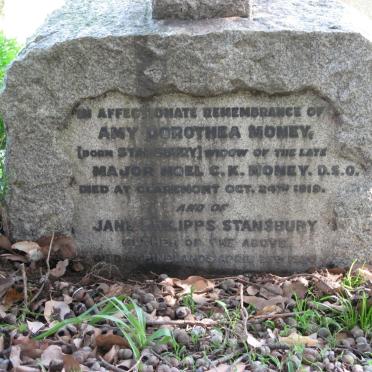 IN AFFECTIONATE REMEMBRANCE OF
AMY DOROTHEA MONEY,
[BORN STANSBURY] WIDOW OF THE LATE
MAJOR NOEL C. K. MONEY, D.S.O.
DIED AT CLAREMONT OCT. 24TH 1919.
AND OF
JANE PHILIPPS STANSBURY
OF THE ABOVE